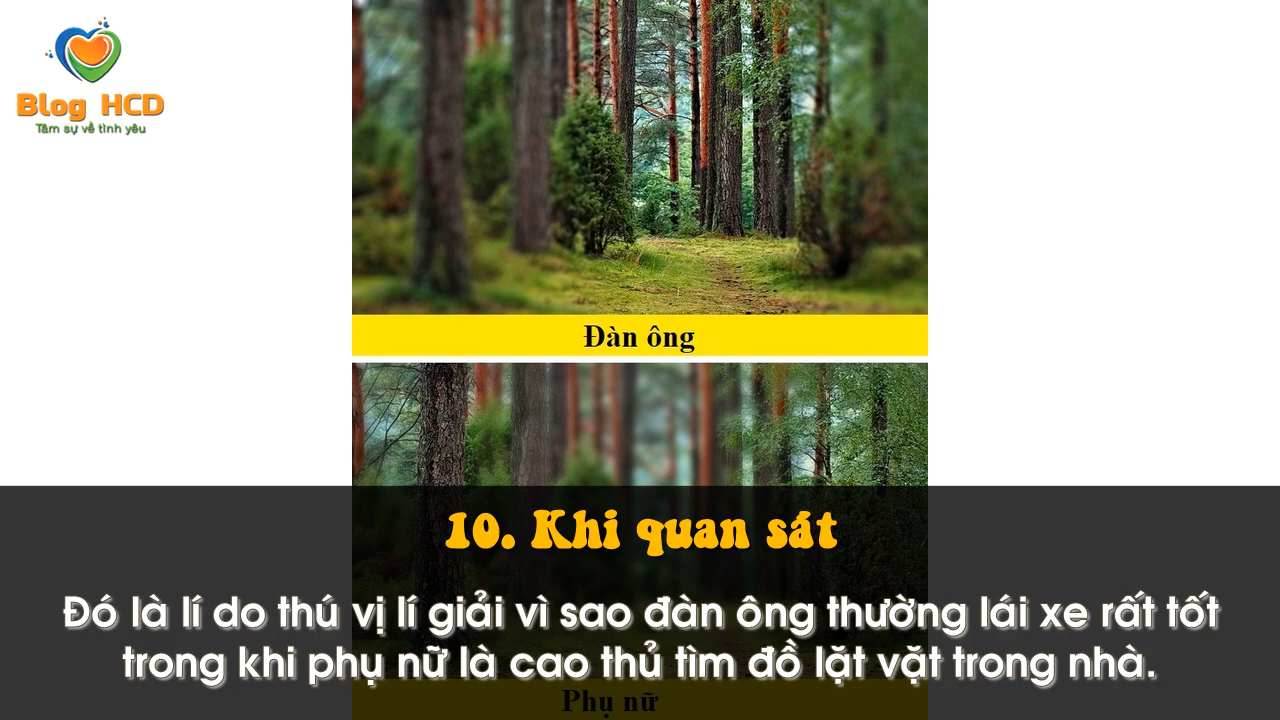 Blog HCD
Tâm sự về tình yêu
Đàn ông
10. Khi quan sát
Đó là lí do thú vị lí giải vì sao đàn ông thường lái xe rất tốt
trong khi phụ nữ là cao thủ tìm đồ lặt vặt trong nhà.
Phụ nữ